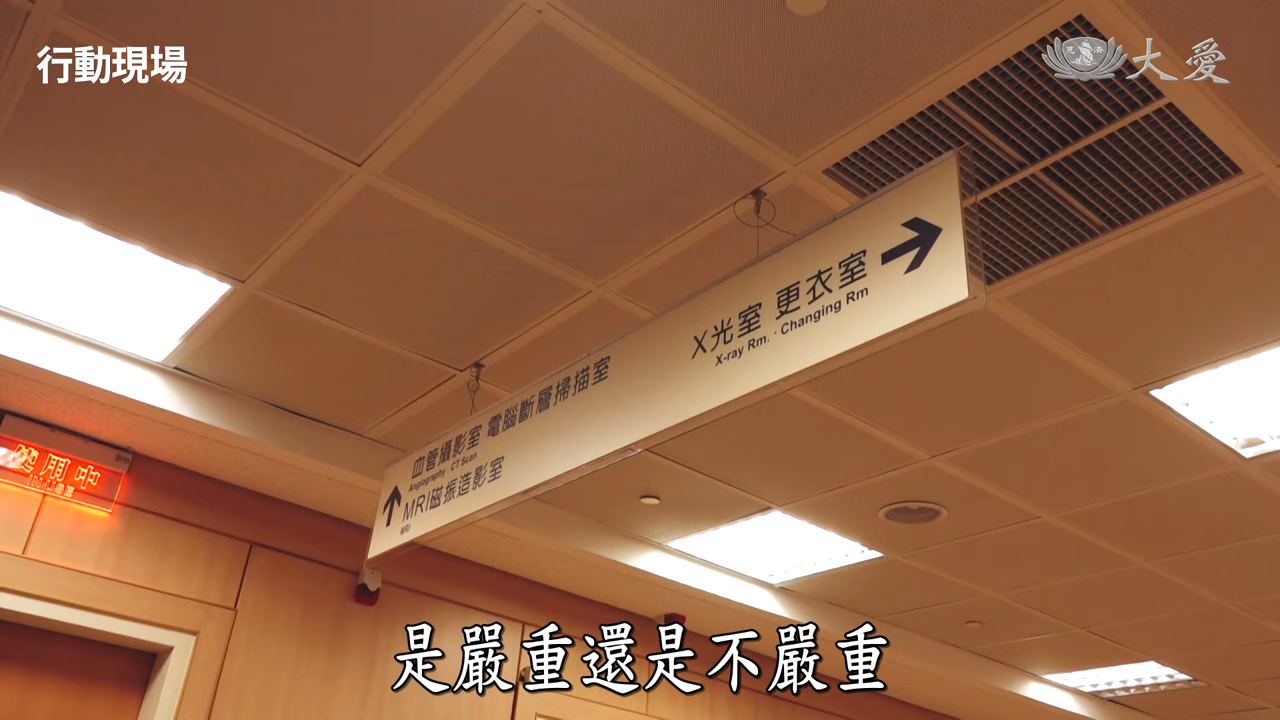 行動現場
慈濟
大愛
X光室 更衣室
X-ray Rm. · Changing Rm
血管攝影室 電腦斷層掃描室
Angiography · CT Scan
MRI磁振造影室
MRI
使用中
是嚴重還是不嚴重